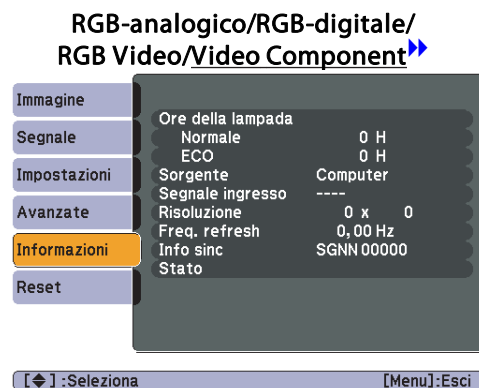 RGB-analogico/RGB-digitale/
RGB Video/Video Component
Immagine
Segnale
Impostazioni
Avanzate
Informazioni
Reset
Ore della lampada
Normale 0 H
ECO 0 H
Sorgente Computer
Segnale ingresso ----
Risoluzione 0 x 0
Freq. refresh 0,00 Hz
Info sinc SGNN 00000
Stato
[◆] :Seleziona [Menu]:Esci